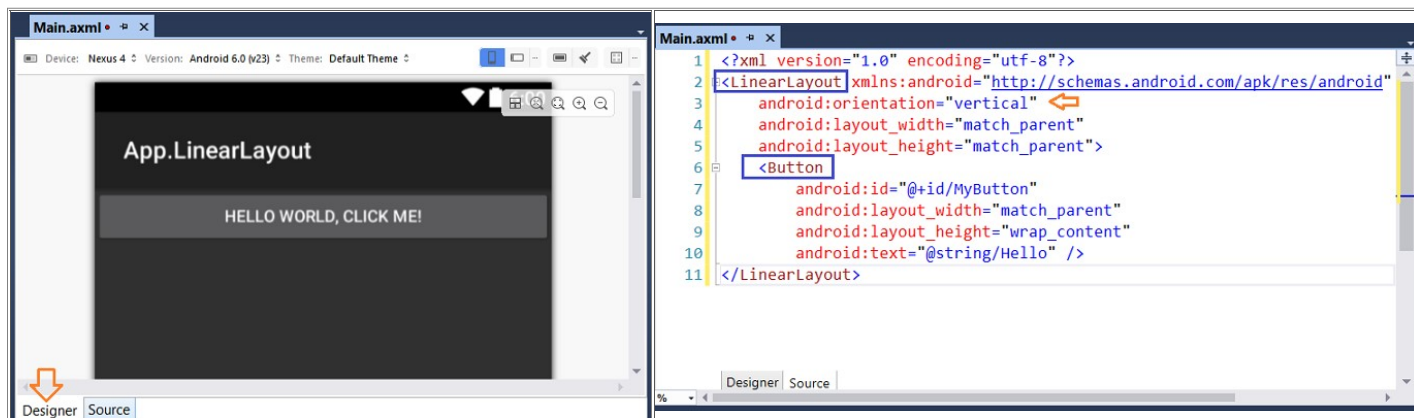 Main.axml
Device: Nexus 4 Version: Android 6.0 (v23) Theme: Default Theme
App.LinearLayout
HELLO WORLD, CLICK ME!
Designer Source
Main.axml
1 <?xml version="1.0" encoding="utf-8"?>
2 <LinearLayout xmlns:android="http://schemas.android.com/apk/res/android"
3 android:orientation="vertical"
4 android:layout_width="match_parent"
5 android:layout_height="match_parent">
6 <Button
7 android:id="@+id/MyButton"
8 android:layout_width="match_parent"
9 android:layout_height="wrap_content"
10 android:text="@string/Hello" />
11 </LinearLayout>
Designer Source
%